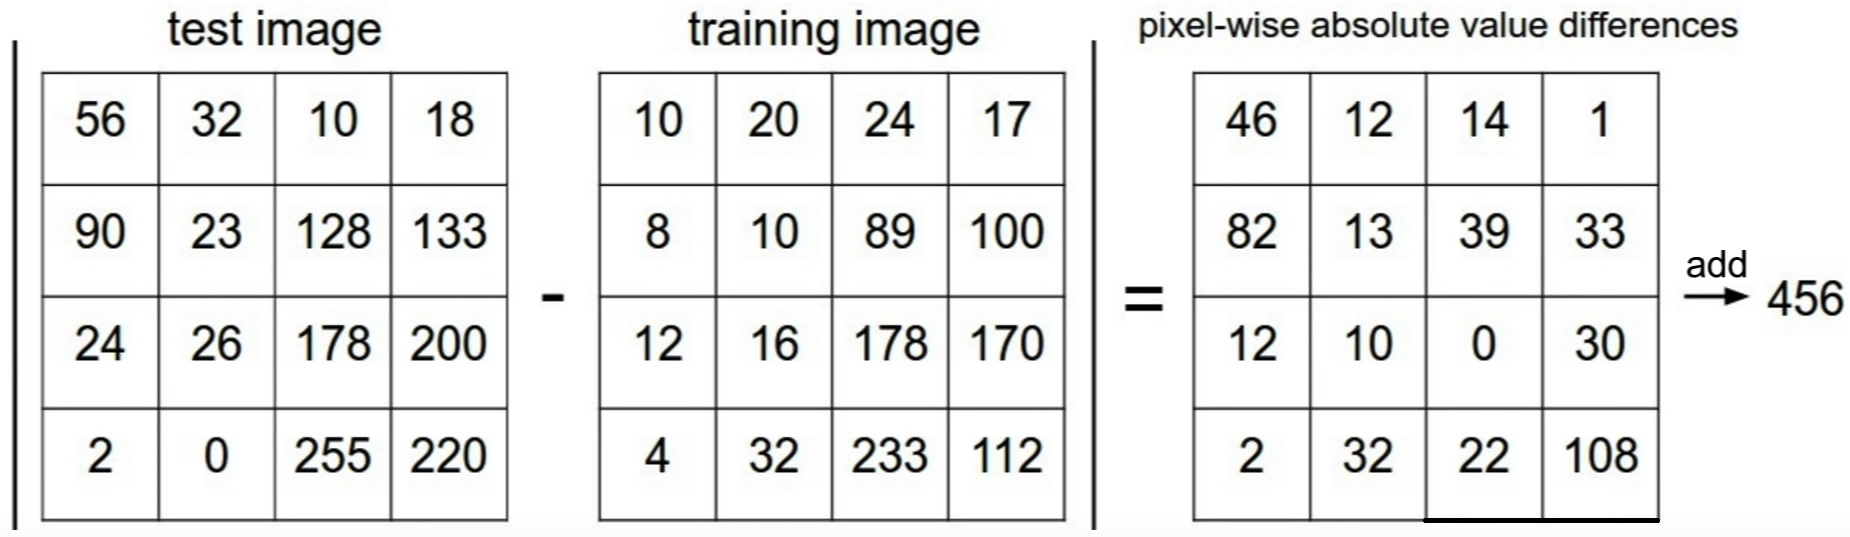 test image training image pixel-wise absolute value differences
56 32 10 18 10 20 24 17 46 12 14 1
90 23 128 133 8 10 89 100 82 13 39 33
add
- = → 456
24 26 178 200 12 16 178 170 12 10 0 30
2 0 255 220 4 32 233 112 2 32 22 108